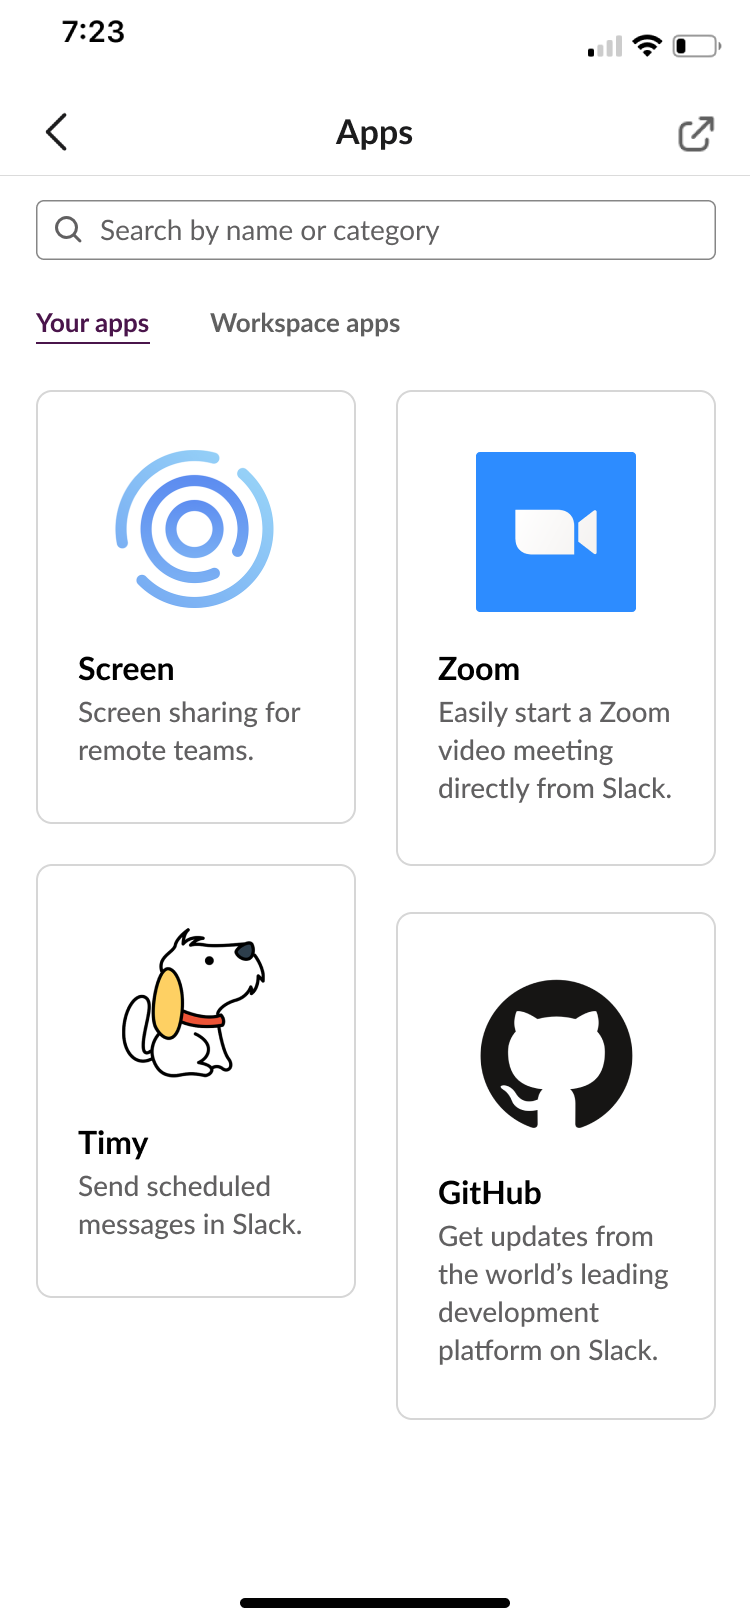 7:23
Apps
Search by name or category
Your apps
Workspace apps
Screen
Screen sharing for
remote teams.
Zoom
Easily start a Zoom
video meeting
directly from Slack.
Timy
Send scheduled
messages in Slack.
GitHub
Get updates from
the world’s leading
development
platform on Slack.